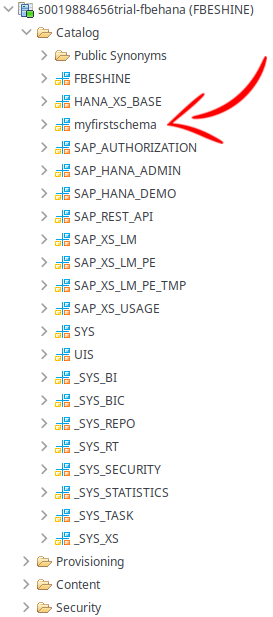 s0019884656trial-fbehana (FBESHINE)
Catalog
Public Synonyms
FBESHINE
HANA_XS_BASE
myfirstschema
SAP_AUTHORIZATION
SAP_HANA_ADMIN
SAP_HANA_DEMO
SAP_REST_API
SAP_XS_LM
SAP_XS_LM_PE
SAP_XS_LM_PE_TMP
SAP_XS_USAGE
SYS
UIS
_SYS_BI
_SYS_BIC
_SYS_REPO
_SYS_RT
_SYS_SECURITY
_SYS_STATISTICS
_SYS_TASK
_SYS_XS
Provisioning
Content
Security